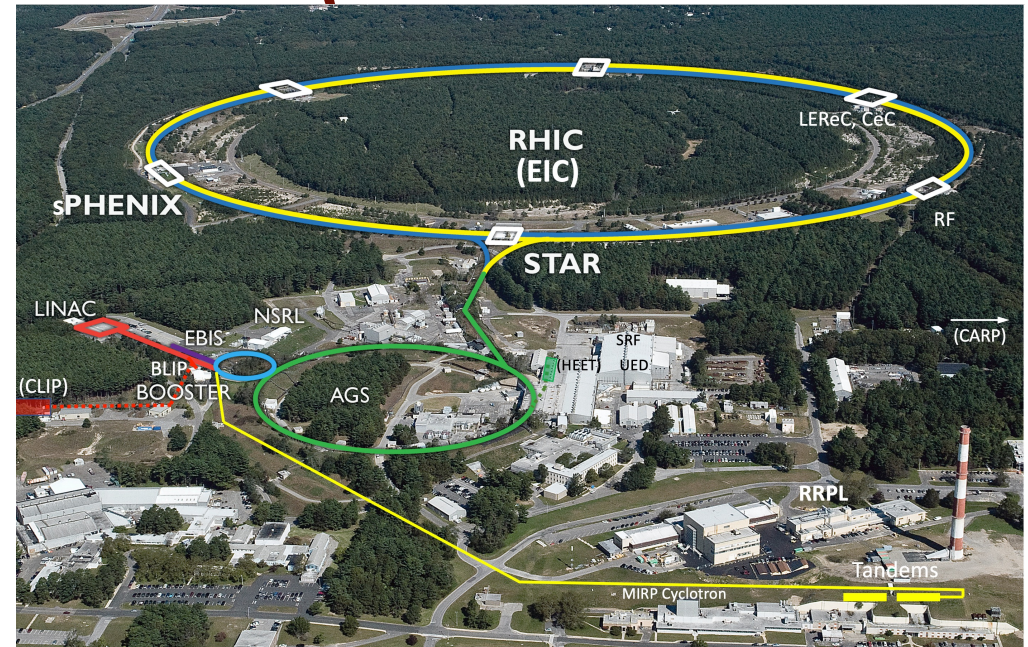 LEReC, CeC
RHIC
(EIC)
sPHENIX
RF
STAR
LINAC
NSRL
(CARP)
EBIS
SRF
BLIP
(HEET)
UED
(CLIP)
BOOSTER
AGS
RRPL
Tandems
MIRP Cyclotron